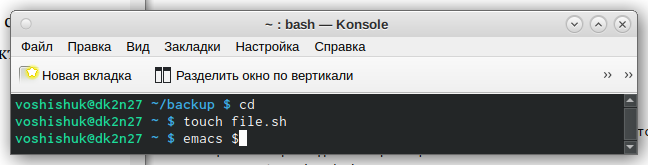 ~ : bash — Konsole
Файл Правка Вид Закладки Настройка Справка
Новая вкладка Разделить окно по вертикали
voshishuk@dk2n27 ~/backup $ cd
voshishuk@dk2n27 ~ $ touch file.sh
voshishuk@dk2n27 ~ $ emacs $